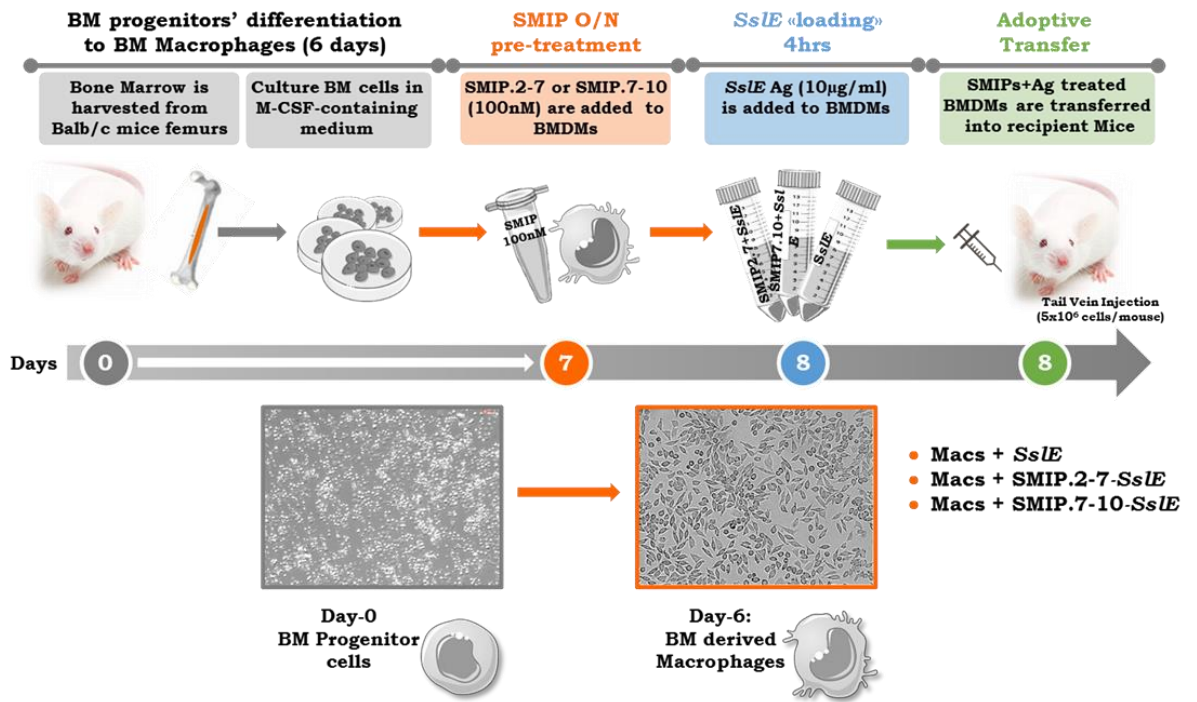 BM progenitors' differentiation
to BM Macrophages (6 days)
SMIP O/N
pre-treatment
SslE «loading»
4hrs
Adoptive
Transfer
Bone Marrow is
harvested from
Balb/c mice femurs
Culture BM cells in
M-CSF-containing
medium
SMIP.2-7 or SMIP.7-10
(100nM) are added to
BMDMs
SslE Ag (10µg/ml)
is added to BMDMs
SMIPs+Ag treated
BMDMs are transferred
into recipient Mice
SMIP
100nM
SMIP2.7+SslE
SMIP7.10+Ssl
E
SslE
Tail Vein Injection
(5x10⁶ cells/mouse)
Days
0
7
8
8
Macs + SslE
Macs + SMIP.2-7-SslE
Macs + SMIP.7-10-SslE
Day-0
BM Progenitor
cells
Day-6:
BM derived
Macrophages